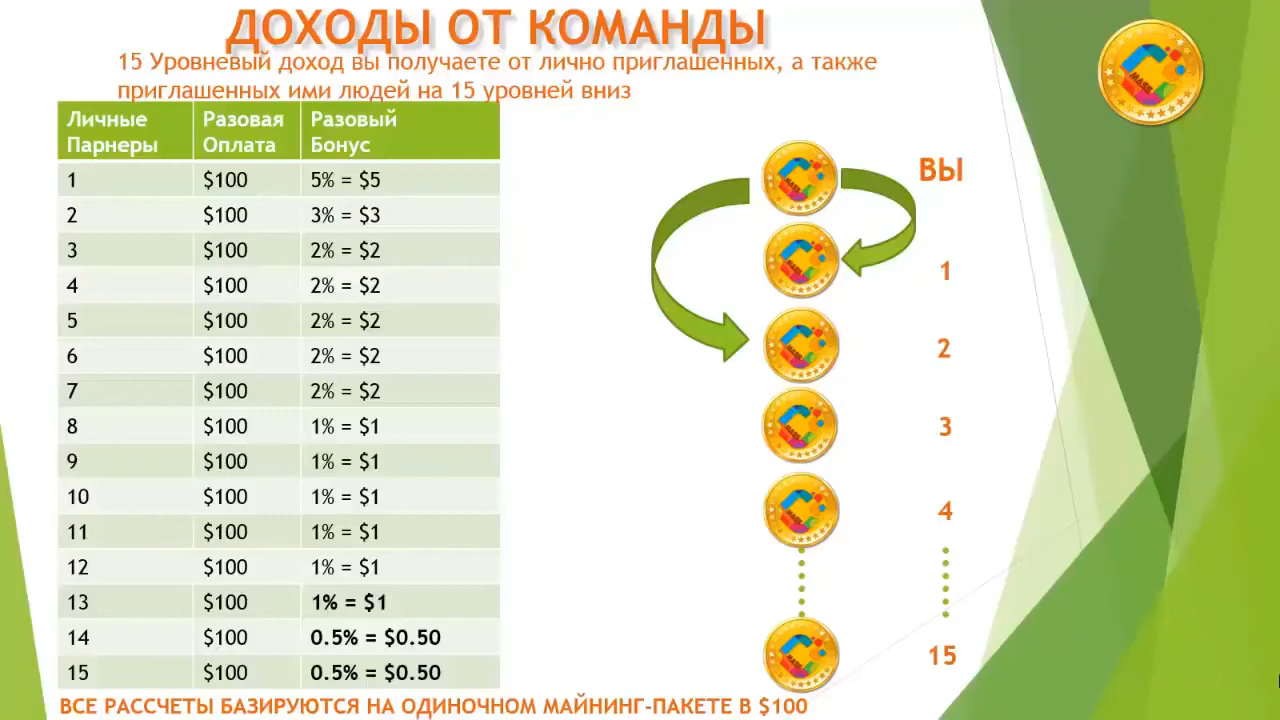 ДОХОДЫ ОТ КОМАНДЫ
15 Уровневый доход вы получаете от лично приглашенных, а также
приглашенных ими людей на 15 уровней вниз
Личные Партнеры Разовая Оплата Разовый Бонус
1 $100 5% = $5
2 $100 3% = $3
3 $100 2% = $2
4 $100 2% = $2
5 $100 2% = $2
6 $100 2% = $2
7 $100 2% = $2
8 $100 1% = $1
9 $100 1% = $1
10 $100 1% = $1
11 $100 1% = $1
12 $100 1% = $1
13 $100 1% = $1
14 $100 0.5% = $0.50
15 $100 0.5% = $0.50
ВЫ
1
2
3
4
15
ВСЕ РАССЧЕТЫ БАЗИРУЮТСЯ НА ОДИНОЧНОМ МАЙНИНГ-ПАКЕТЕ В $100
MASS